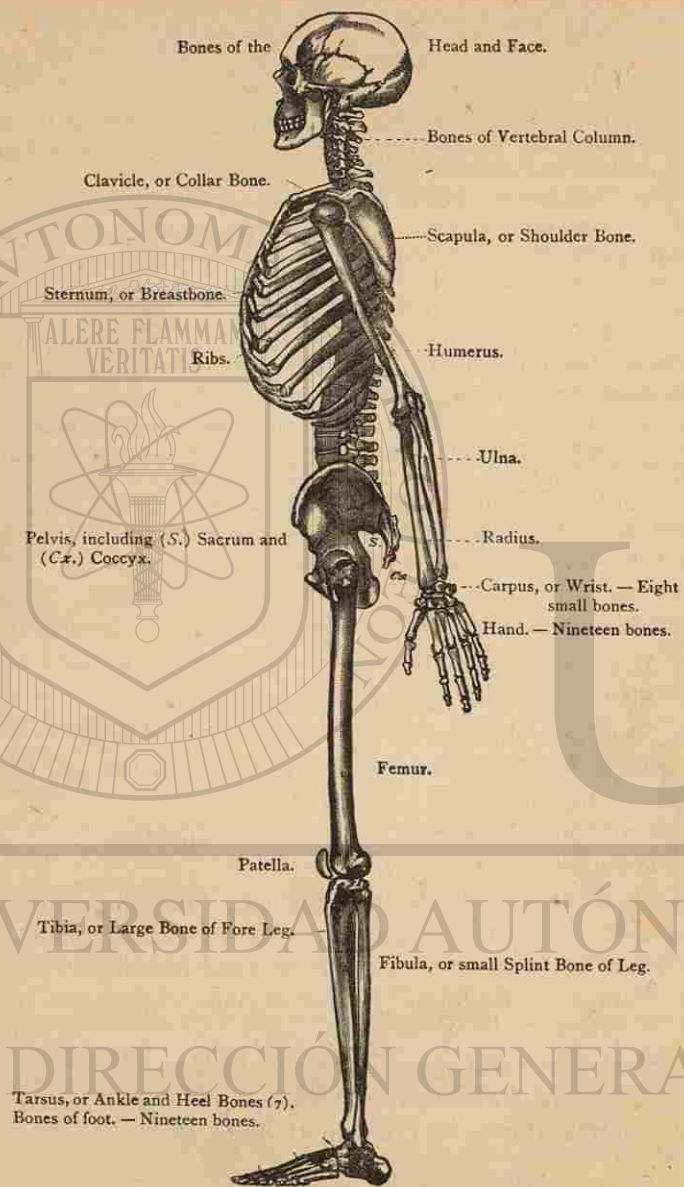 Bones of the Head and Face.
Bones of Vertebral Column.
Clavicle, or Collar Bone.
Scapula, or Shoulder Bone.
Sternum, or Breastbone.
Ribs.
Humerus.
Ulna.
Pelvis, including (S.) Sacrum and
(Cx.) Coccyx.
S.
Cx
Radius.
Carpus, or Wrist. — Eight
small bones.
Hand. — Nineteen bones.
Femur.
Patella.
Tibia, or Large Bone of Fore Leg.
Fibula, or small Splint Bone of Leg.
Tarsus, or Ankle and Heel Bones (7).
Bones of foot. — Nineteen bones.
ALERE FLAMMAM
VERITATIS
U
VERSIDAD AUTÓN
DIRECCIÓN GENERA